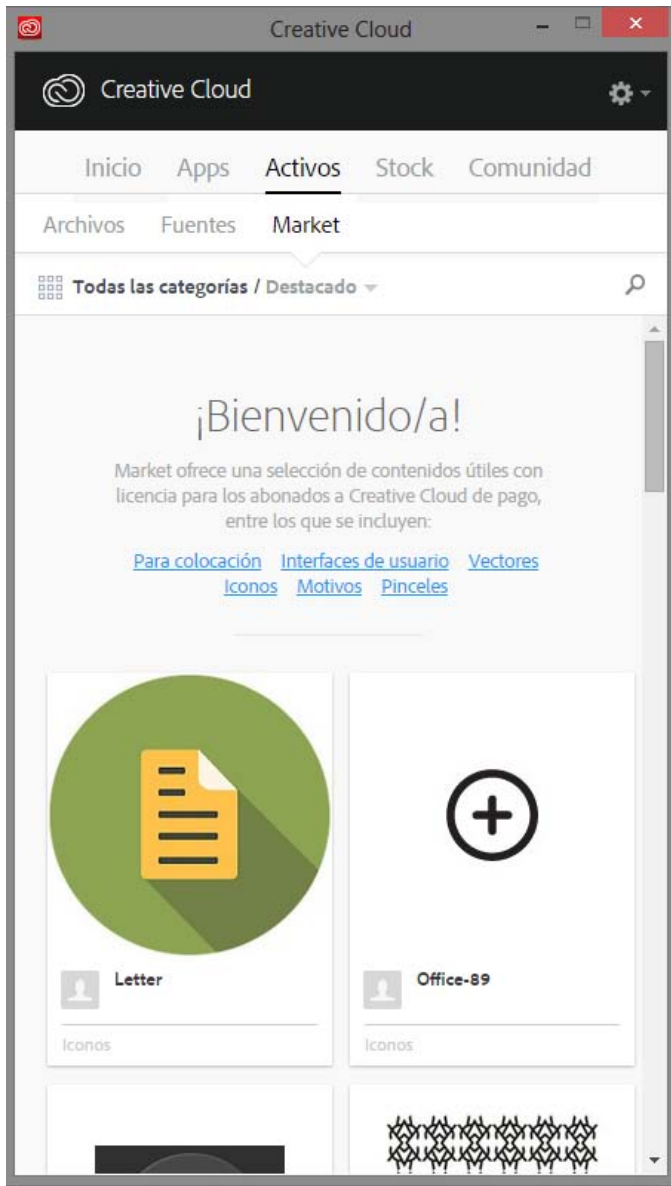 Creative Cloud
Creative Cloud
Inicio Apps Activos Stock Comunidad
Archivos Fuentes Market
Todas las categorías / Destacado
¡Bienvenido/a!
Market ofrece una selección de contenidos útiles con
licencia para los abonados a Creative Cloud de pago,
entre los que se incluyen:
Para colocación Interfaces de usuario Vectores
Iconos Motivos Pinceles
Letter
Iconos
Office-89
Iconos